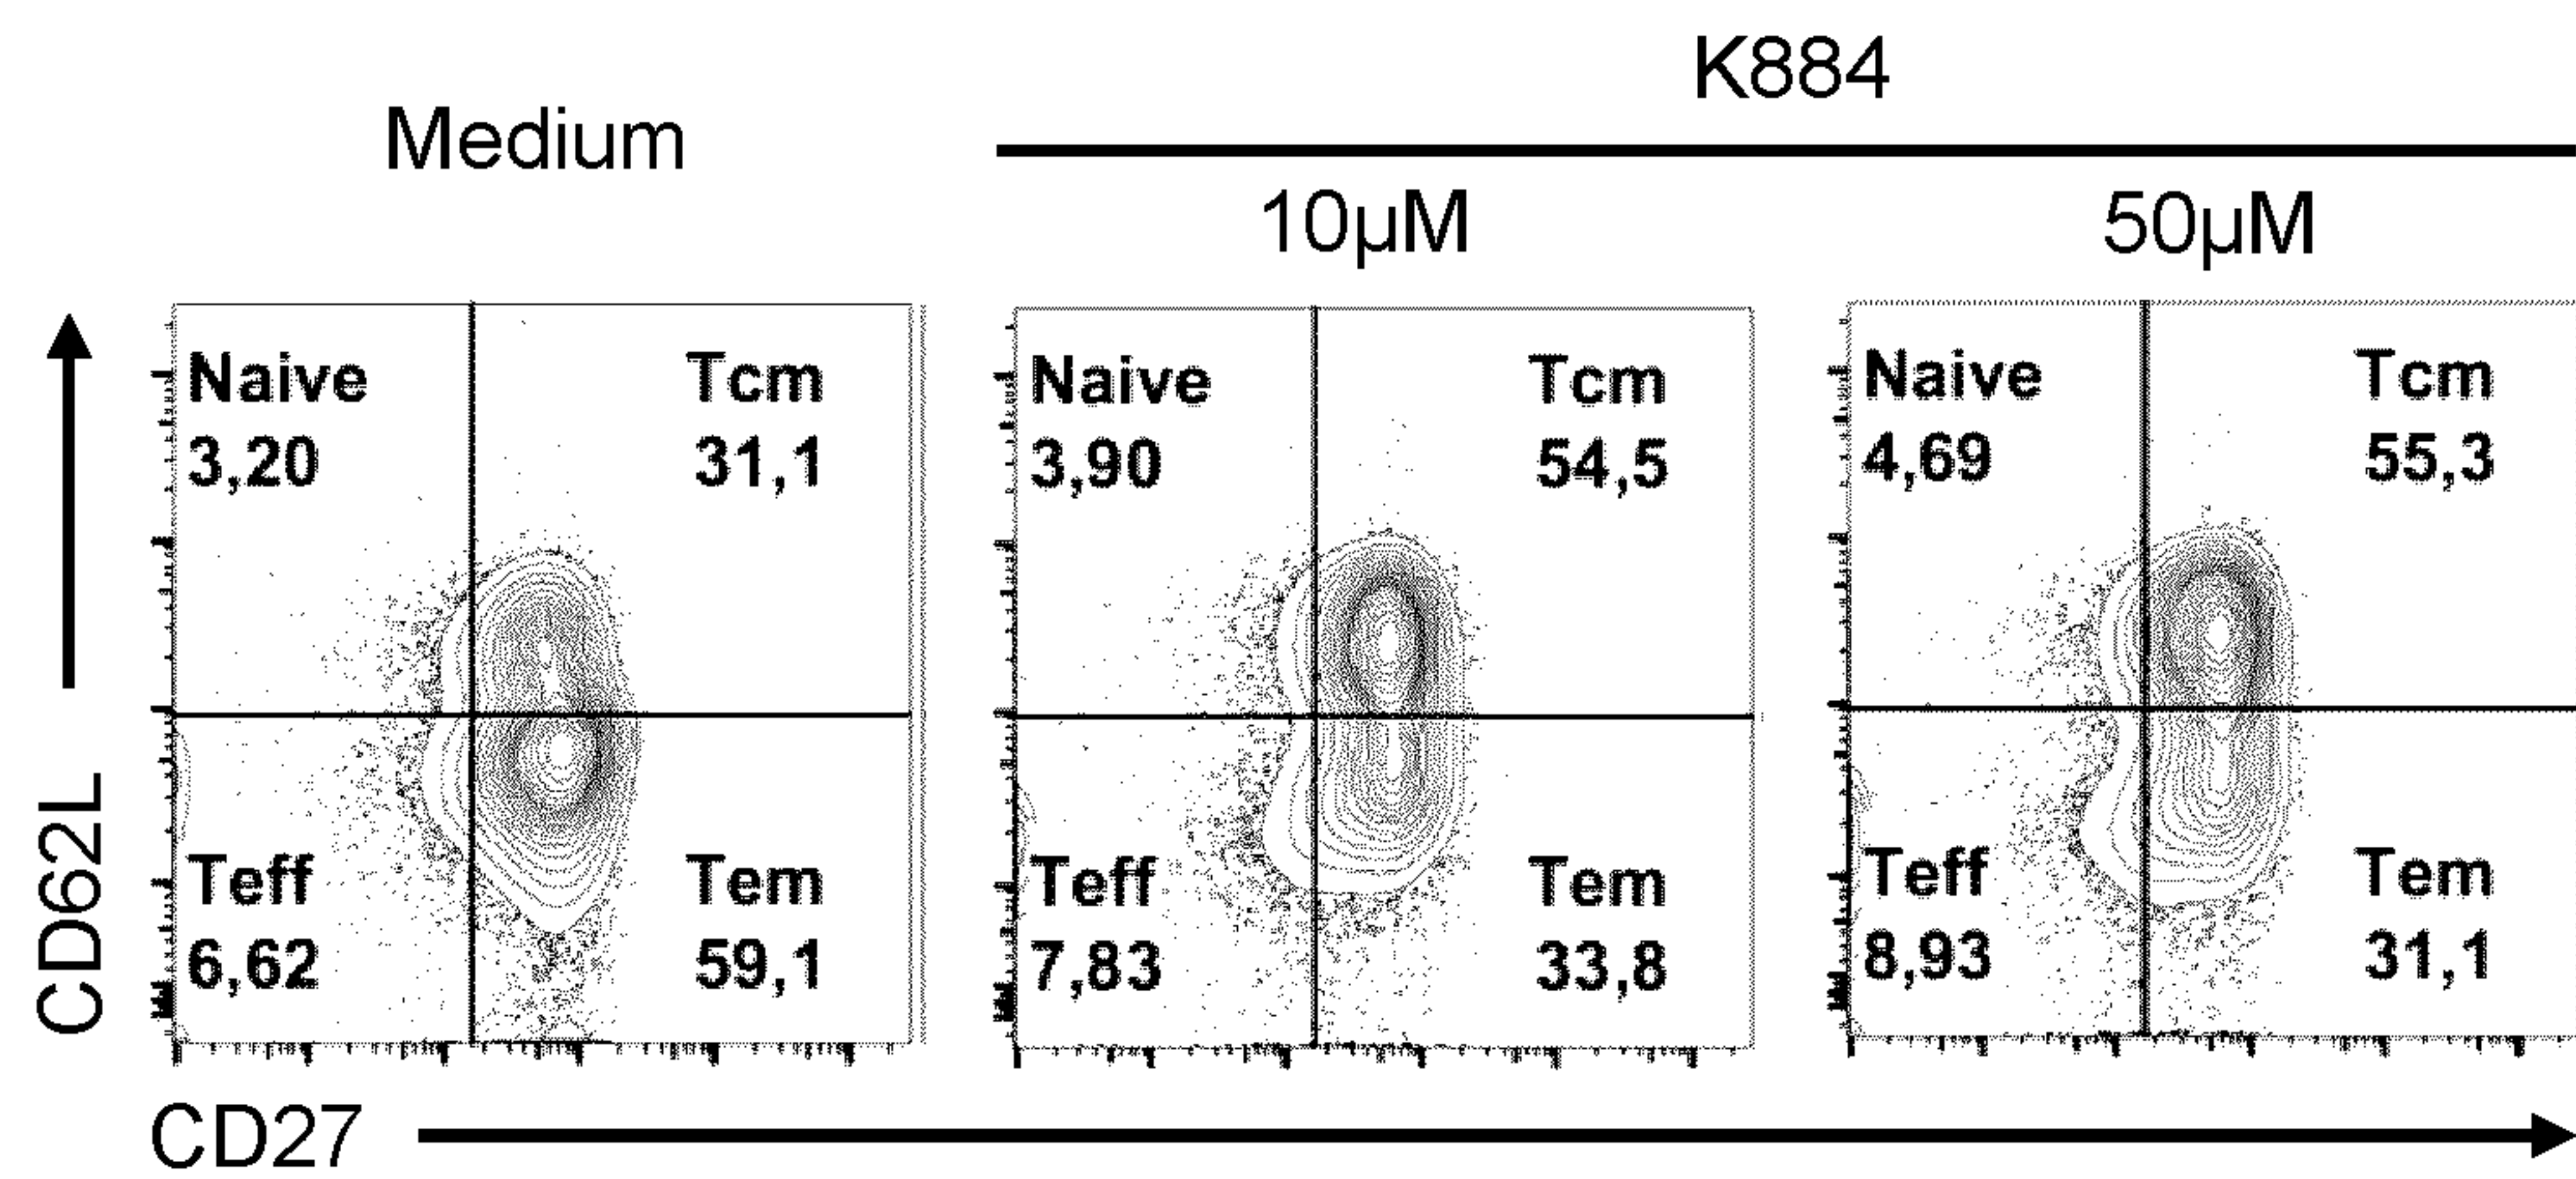 K884
Medium
10µM
50µM
CD62L
Naive
3,20
Tcm
31,1
Teff
6,62
Tem
59,1
Naive
3,90
Tcm
54,5
Teff
7,83
Tem
33,8
Naive
4,69
Tcm
55,3
Teff
8,93
Tem
31,1
CD27